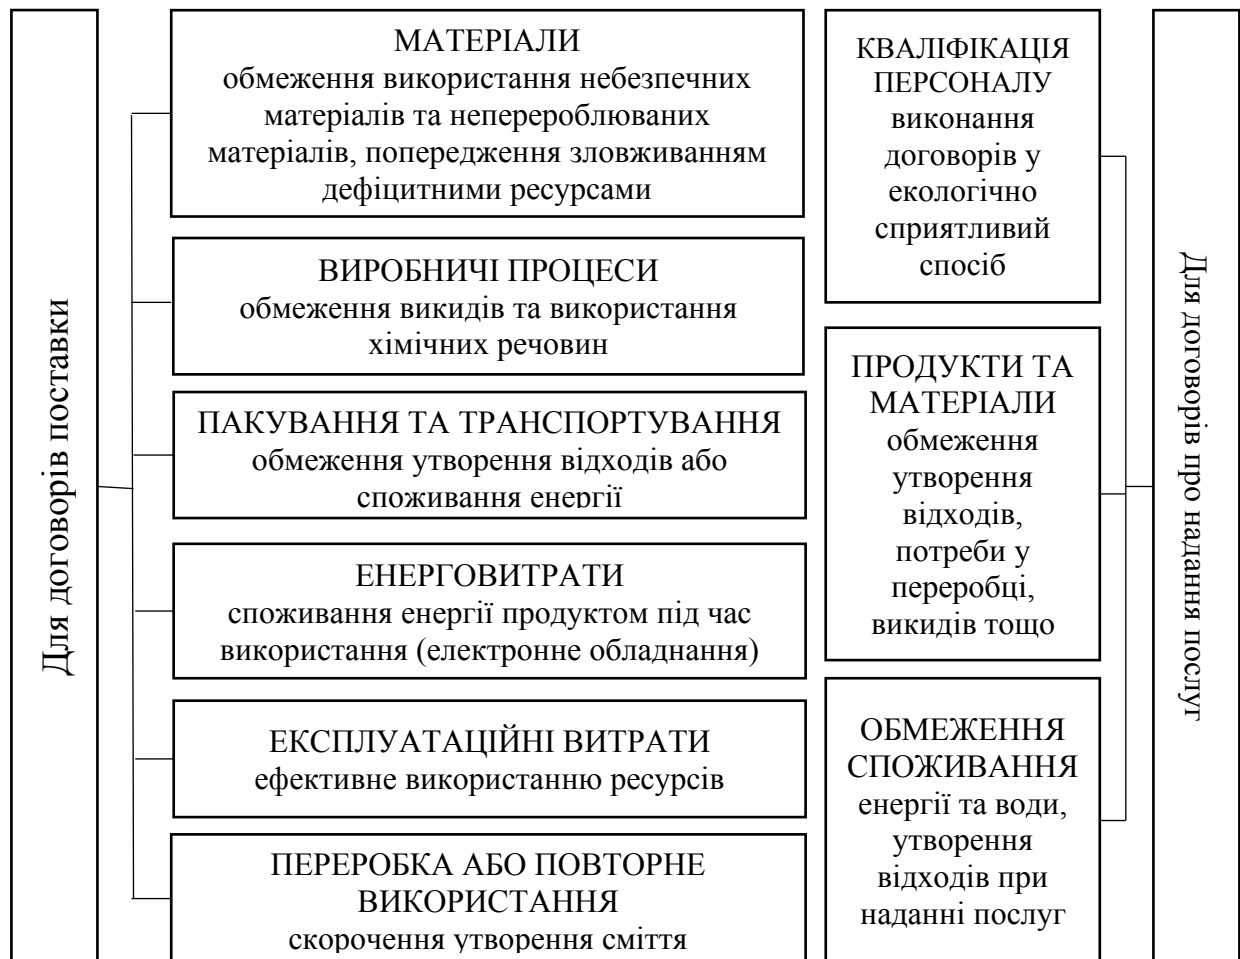 Для договорів поставки
МАТЕРІАЛИ
обмеження використання небезпечних
матеріалів та неперероблюваних
матеріалів, попередження зловживанням
дефіцитними ресурсами
ВИРОБНИЧІ ПРОЦЕСИ
обмеження викидів та використання
хімічних речовин
ПАКУВАННЯ ТА ТРАНСПОРТУВАННЯ
обмеження утворення відходів або
споживання енергії
ЕНЕРГОВИТРАТИ
споживання енергії продуктом під час
використання (електронне обладнання)
ЕКСПЛУАТАЦІЙНІ ВИТРАТИ
ефективне використанню ресурсів
ПЕРЕРОБКА АБО ПОВТОРНЕ
ВИКОРИСТАННЯ
скорочення утворення сміття
КВАЛІФІКАЦІЯ
ПЕРСОНАЛУ
виконання
договорів у
екологічно
сприятливий
спосіб
ПРОДУКТИ ТА
МАТЕРІАЛИ
обмеження
утворення
відходів,
потреби у
переробці,
викидів тощо
ОБМЕЖЕННЯ
СПОЖИВАННЯ
енергії та води,
утворення
відходів при
наданні послуг
Для договорів про надання послуг